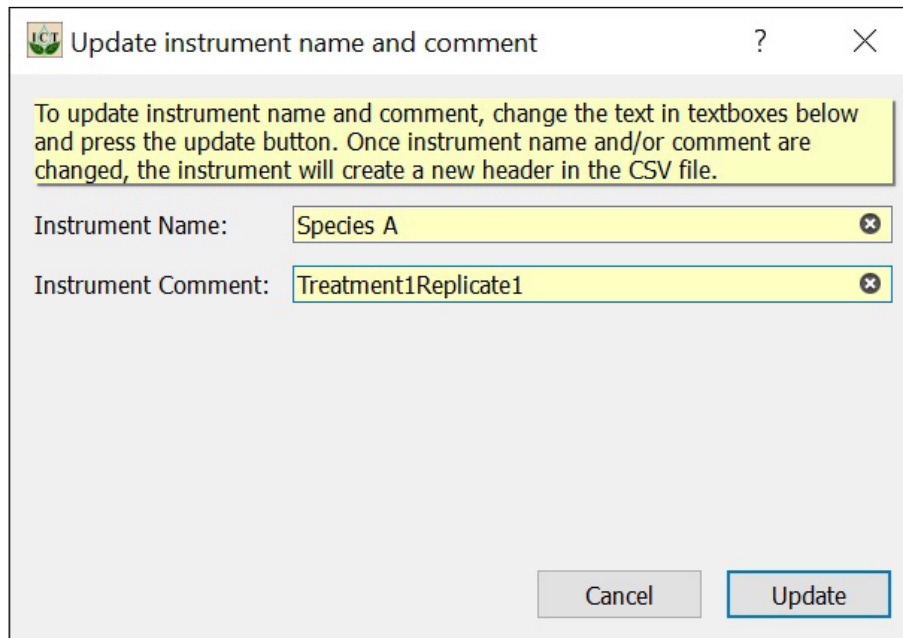 ICT
Update instrument name and comment ?
To update instrument name and comment, change the text in textboxes below
and press the update button. Once instrument name and/or comment are
changed, the instrument will create a new header in the CSV file.
Instrument Name: Species A
Instrument Comment: Treatment1Replicate1
Cancel Update